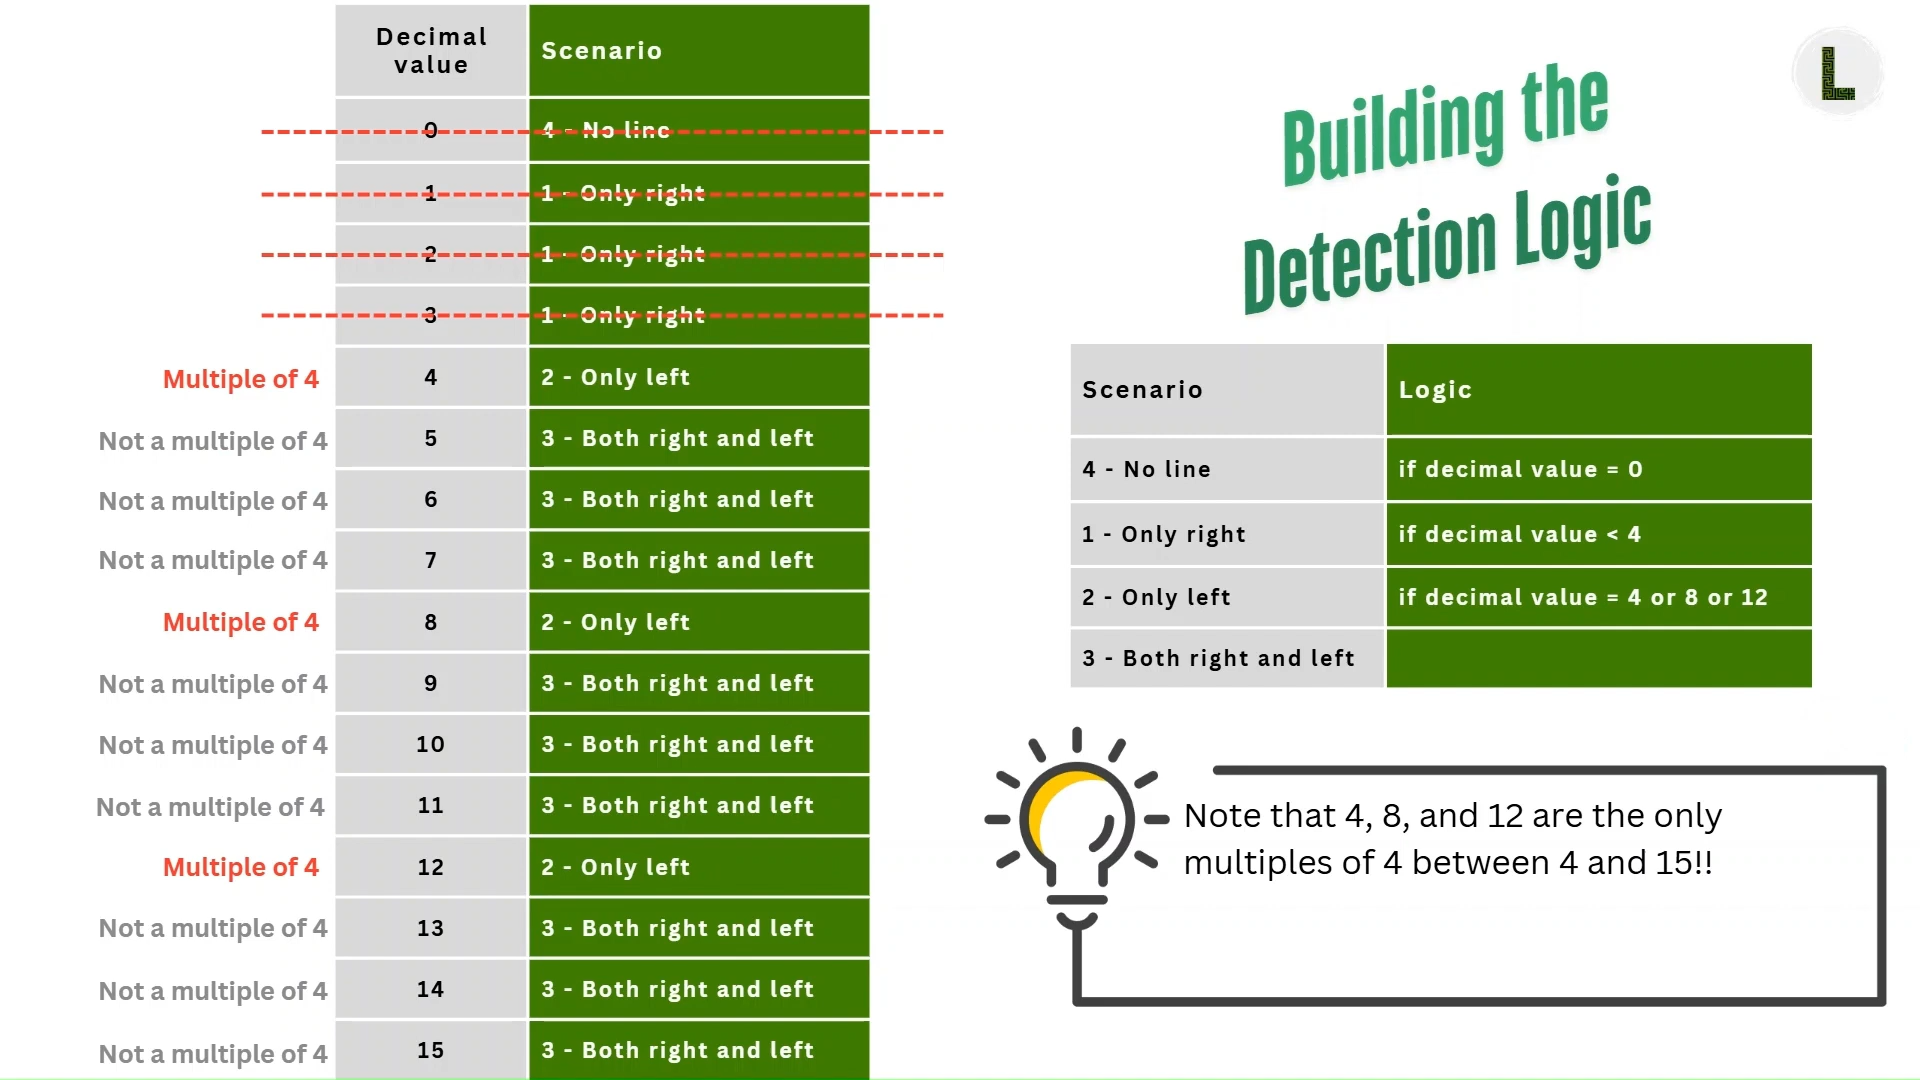 Decimal
value
Scenario
0
4 - No line
1
1 - Only right
2
1 - Only right
3
1 - Only right
Multiple of 4
4
2 - Only left
Not a multiple of 4
5
3 - Both right and left
Not a multiple of 4
6
3 - Both right and left
Not a multiple of 4
7
3 - Both right and left
Multiple of 4
8
2 - Only left
Not a multiple of 4
9
3 - Both right and left
Not a multiple of 4
10
3 - Both right and left
Not a multiple of 4
11
3 - Both right and left
Multiple of 4
12
2 - Only left
Not a multiple of 4
13
3 - Both right and left
Not a multiple of 4
14
3 - Both right and left
Not a multiple of 4
15
3 - Both right and left
L
Building the
Detection Logic
Scenario
Logic
4 - No line
if decimal value = 0
1 - Only right
if decimal value < 4
2 - Only left
if decimal value = 4 or 8 or 12
3 - Both right and left
Note that 4, 8, and 12 are the only
multiples of 4 between 4 and 15!!